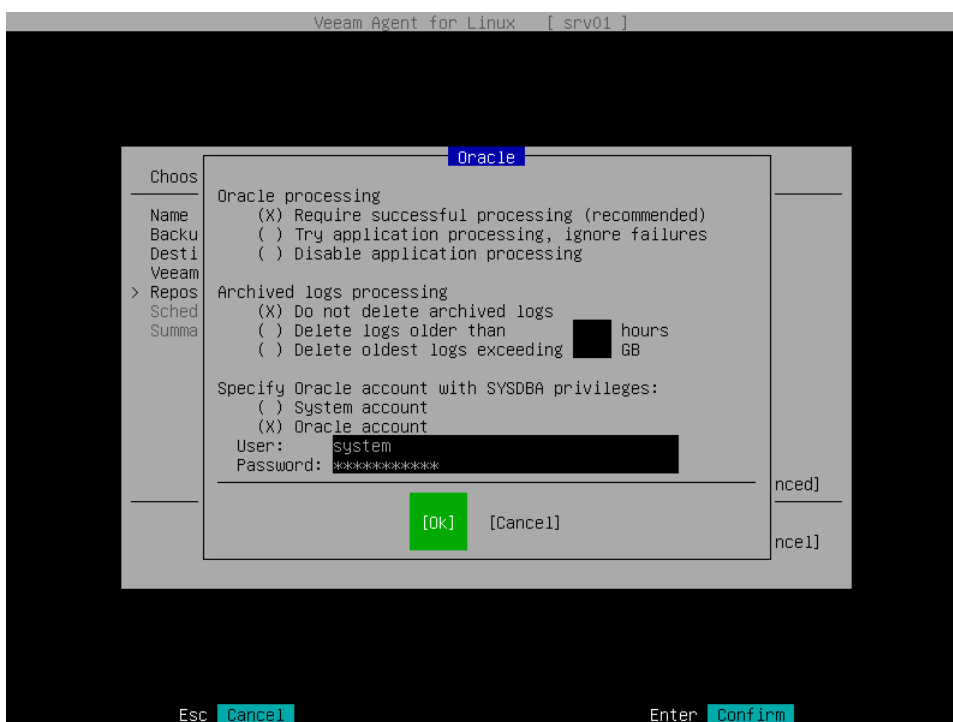 Veeam Agent for Linux [ srv01 ]
Oracle
Choos
Oracle processing
Name (X) Require successful processing (recommended)
Backu ( ) Try application processing, ignore failures
Desti ( ) Disable application processing
Veeam
> Repos Archived logs processing
Sched (X) Do not delete archived logs
Summa ( ) Delete logs older than hours
( ) Delete oldest logs exceeding GB
Specify Oracle account with SYSDBA privileges:
( ) System account
(X) Oracle account
User: system
Password: ***********
nced]
[Ok] [Cancel]
ncel]
Esc Cancel Enter Confirm